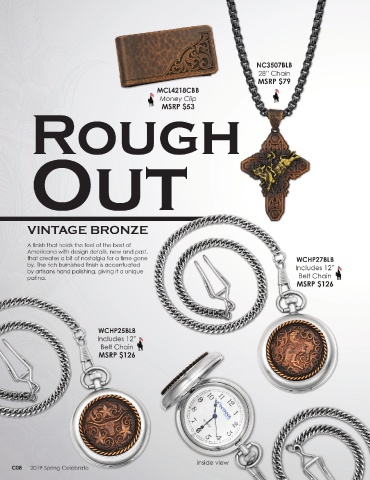 MCL4218CBB
Money Clip
MSRP $53
NC3507BLB
28" Chain
MSRP $79
ROUGH
OUT
VINTAGE BRONZE
A finish that holds the feel of the best of
Americana with design details, new and past,
that creates a bit of nostalgia for a time gone
by. The rich burnished finish is accentuated
by artisans hand polishing, giving it a unique
patina.
WCHP27BLB
Includes 12"
Belt Chain
MSRP $126
WCHP25BLB
Includes 12"
Belt Chain
MSRP $126
inside view
C08 2019 Spring Celebrate